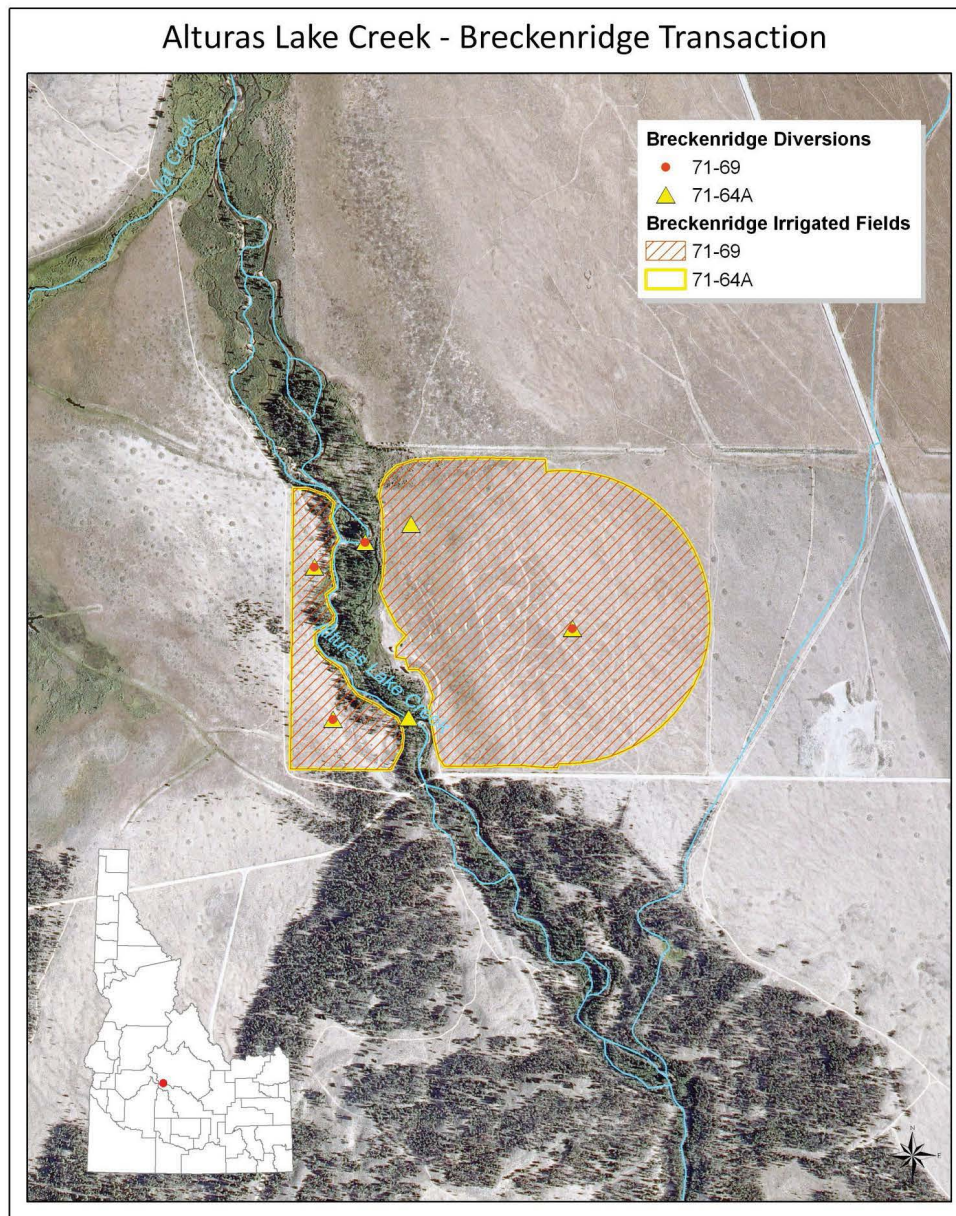 Alturas Lake Creek - Breckenridge Transaction
Vat Creek
Breckenridge Diversions
71-69
71-64A
Breckenridge Irrigated Fields
71-69
71-64A
Alturas Lake Creek
N
E